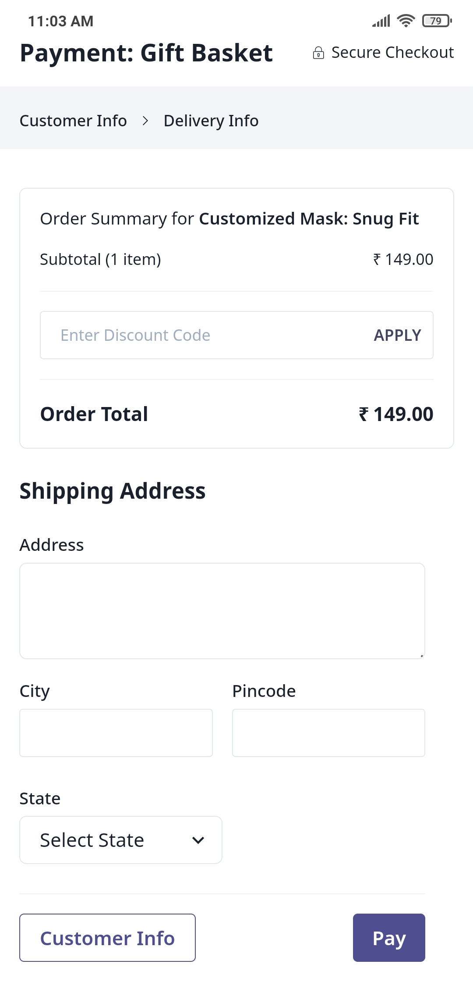 11:03 AM 79
Payment: Gift Basket Secure Checkout
Customer Info Delivery Info
Order Summary for Customized Mask: Snug Fit
Subtotal (1 item) ₹ 149.00
Enter Discount Code APPLY
Order Total ₹ 149.00
Shipping Address
Address
City Pincode
State
Select State
Customer Info Pay